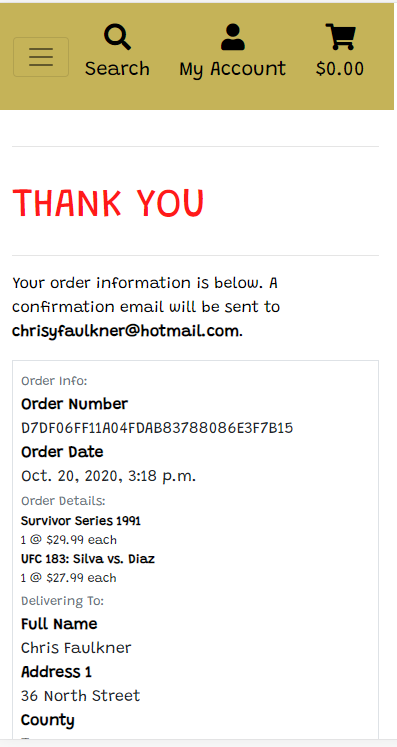 Search
My Account
$0.00
THANK YOU
Your order information is below. A
confirmation email will be sent to
chrisyfaulkner@hotmail.com.
Order Info:
Order Number
D7DF06FF11A04FDAB83788086E3F7B15
Order Date
Oct. 20, 2020, 3:18 p.m.
Order Details:
Survivor Series 1991
1 @ $29.99 each
UFC 183: Silva vs. Diaz
1 @ $27.99 each
Delivering To:
Full Name
Chris Faulkner
Address 1
36 North Street
County